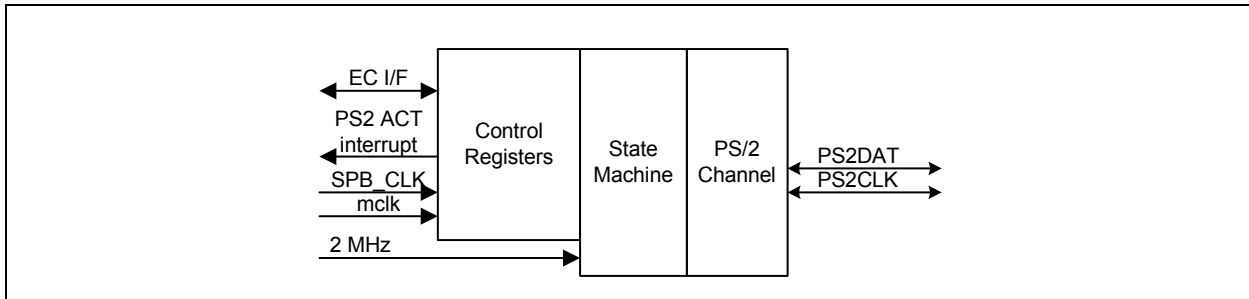 EC I/F
PS2 ACT
interrupt
SPB_CLK
mclk
2 MHz
Control
Registers
State
Machine
PS/2
Channel
PS2DAT
PS2CLK